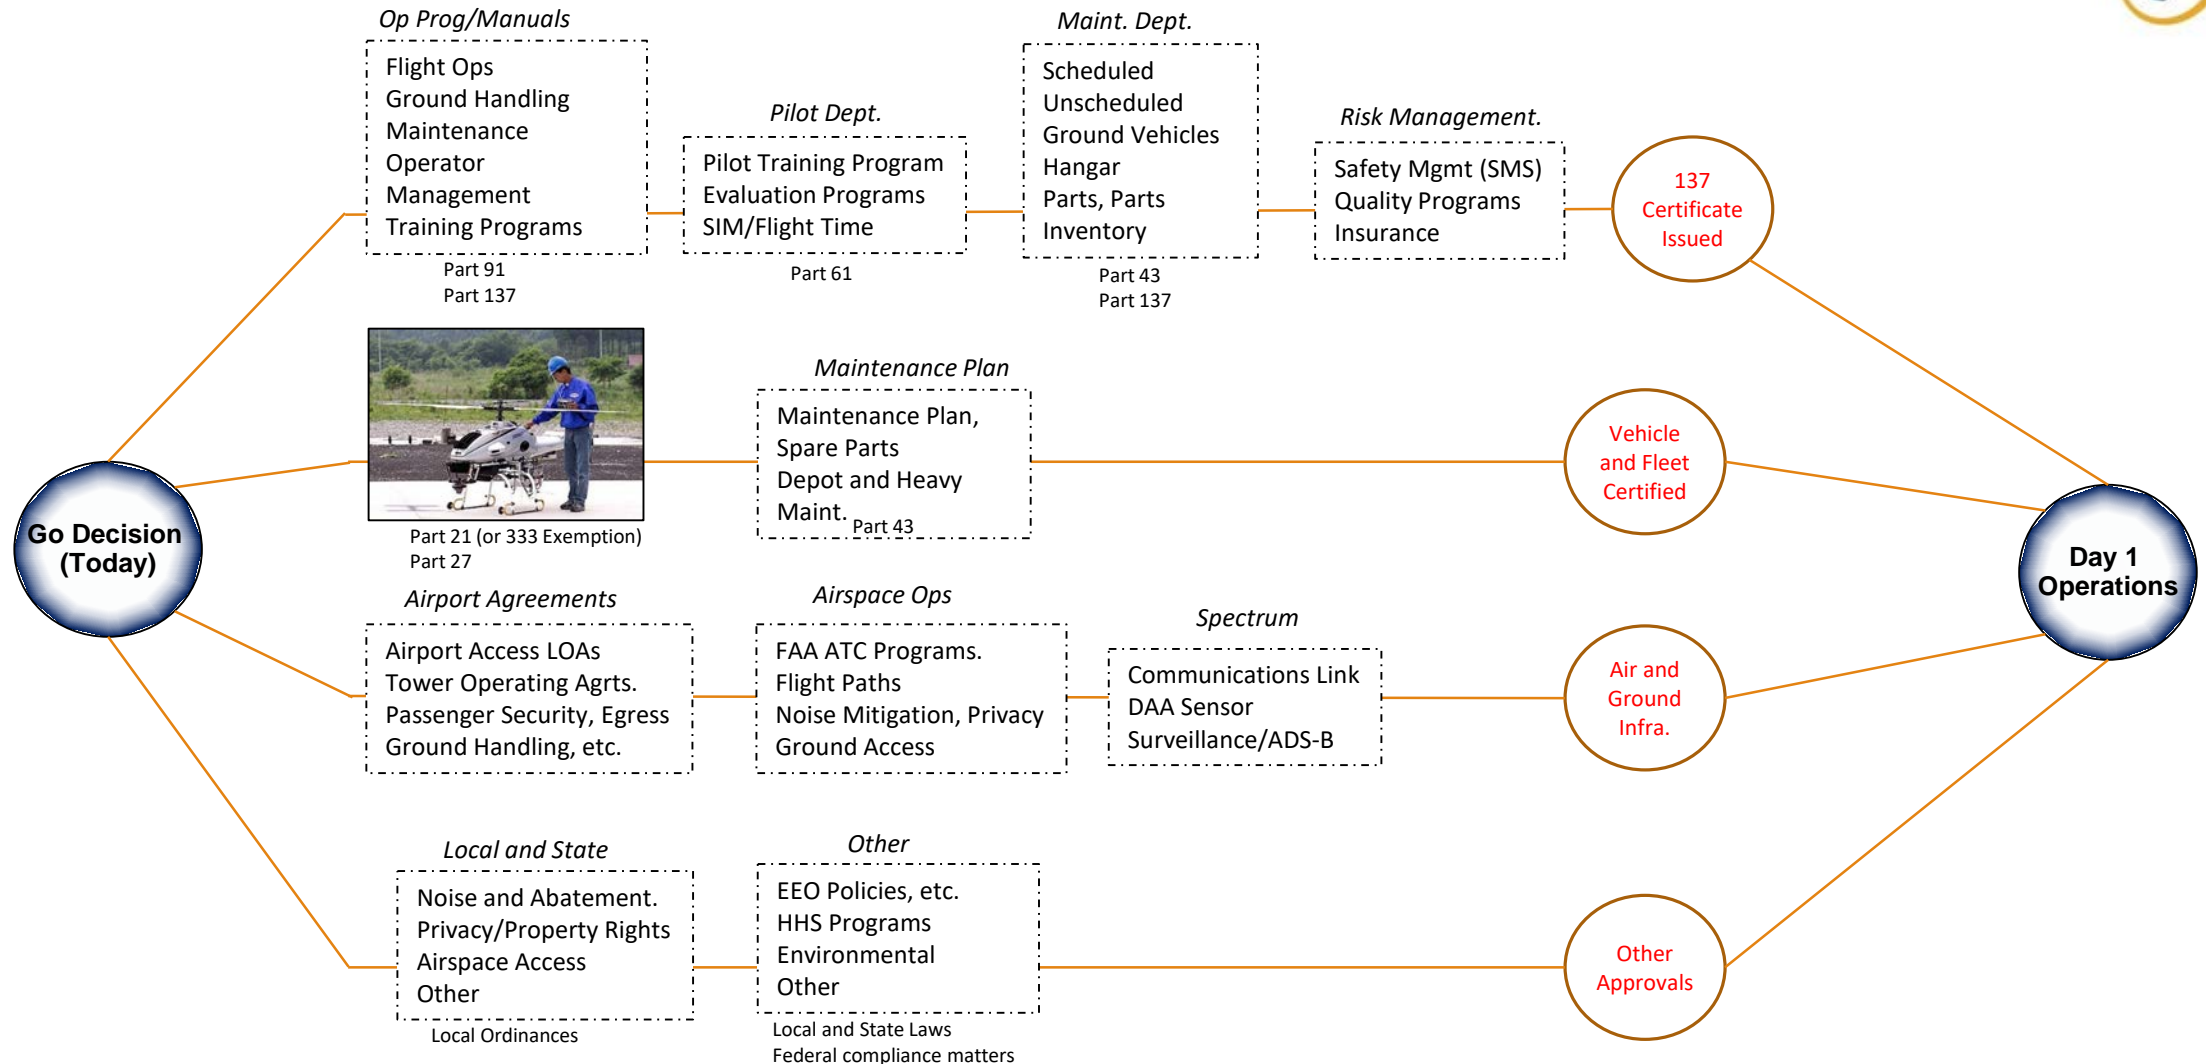 Op Prog/Manuals
Flight Ops
Ground Handling
Maintenance
Operator
Management
Training Programs
Part 91
Part 137
Pilot Dept.
Pilot Training Program
Evaluation Programs
SIM/Flight Time
Part 61
Maint. Dept.
Scheduled
Unscheduled
Ground Vehicles
Hangar
Parts, Parts
Inventory
Part 43
Part 137
Risk Management.
Safety Mgmt (SMS)
Quality Programs
Insurance
137
Certificate
Issued
Go Decision
(Today)
Part 21 (or 333 Exemption)
Part 27
Maintenance Plan
Maintenance Plan,
Spare Parts
Depot and Heavy
Maint.
Part 43
Vehicle
and Fleet
Certified
Day 1
Operations
Airport Agreements
Airport Access LOAs
Tower Operating Agrts.
Passenger Security, Egress
Ground Handling, etc.
Airspace Ops
FAA ATC Programs.
Flight Paths
Noise Mitigation, Privacy
Ground Access
Spectrum
Communications Link
DAA Sensor
Surveillance/ADS-B
Air and
Ground
Infra.
Local and State
Noise and Abatement.
Privacy/Property Rights
Airspace Access
Other
Local Ordinances
Other
EEO Policies, etc.
HHS Programs
Environmental
Other
Local and State Laws
Federal compliance matters
Other
Approvals